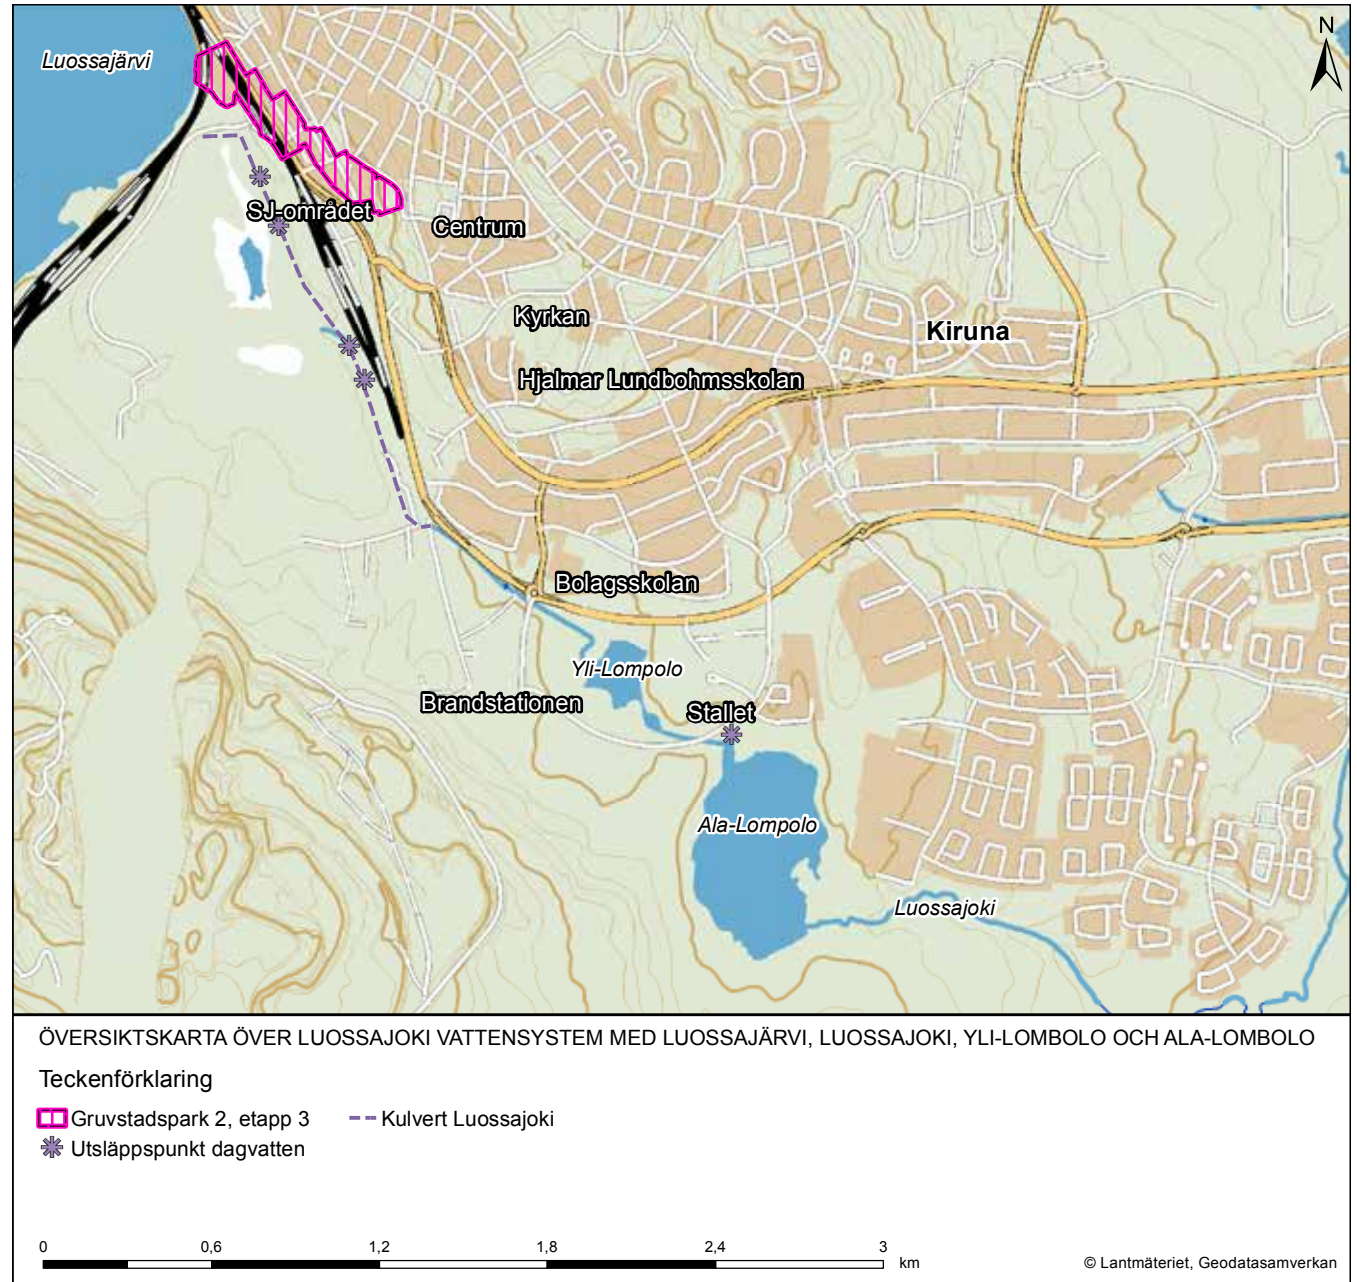 N
Luossajärvi
SJ-området
Centrum
Kyrkan
Kiruna
Hjalmar Lundbohmsskolan
Bolagsskolan
Yli-Lompolo
Brandstationen
Stallet
Ala-Lompolo
Luossajoki
ÖVERSIKTSKARTA ÖVER LUOSSAJOKI VATTENSYSTEM MED LUOSSAJÄRVI, LUOSSAJOKI, YLI-LOMBOLO OCH ALA-LOMBOLO
Teckenförklaring
Gruvstadspark 2, etapp 3
Kulvert Luossajoki
Utsläppspunkt dagvatten
0 0,6 1,2 1,8 2,4 3
km
© Lantmäteriet, Geodatasamverkan